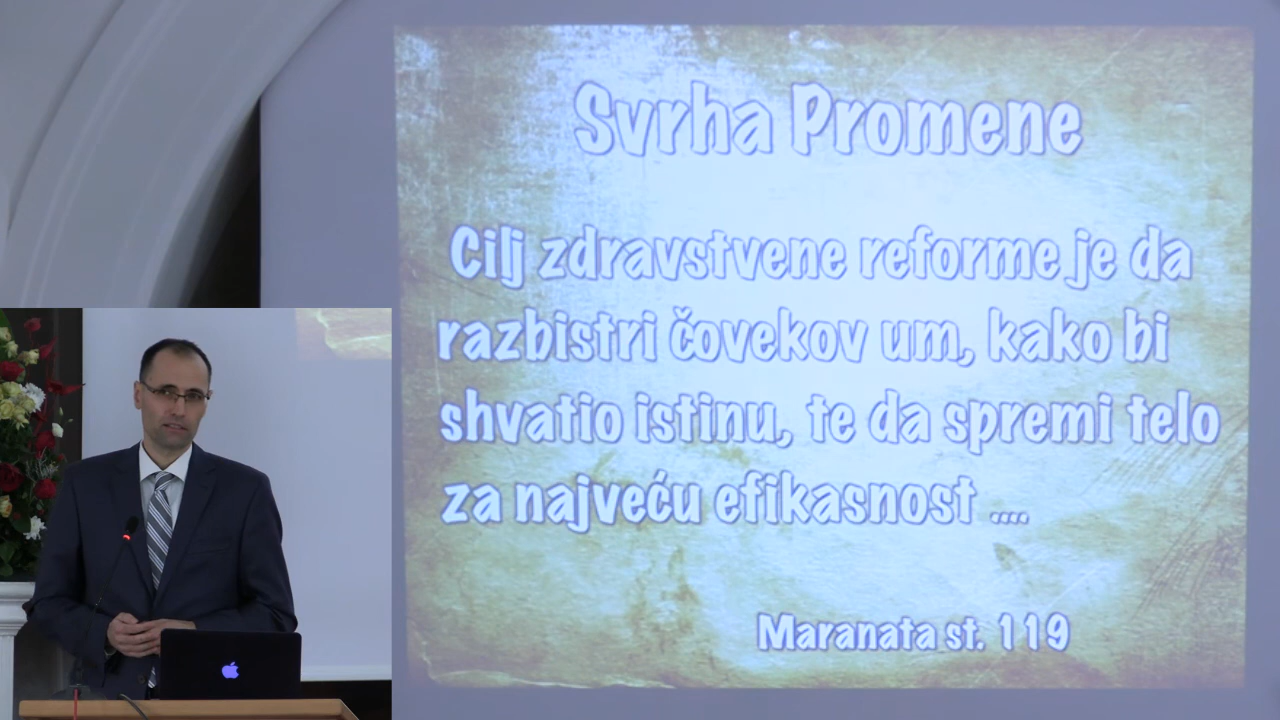 Svrha Promene
Cilj zdravstvene reforme je da
razbistri čovekov um, kako bi
shvatio istinu, te da spremi telo
za najveću efikasnost ....
Maranata st. 119